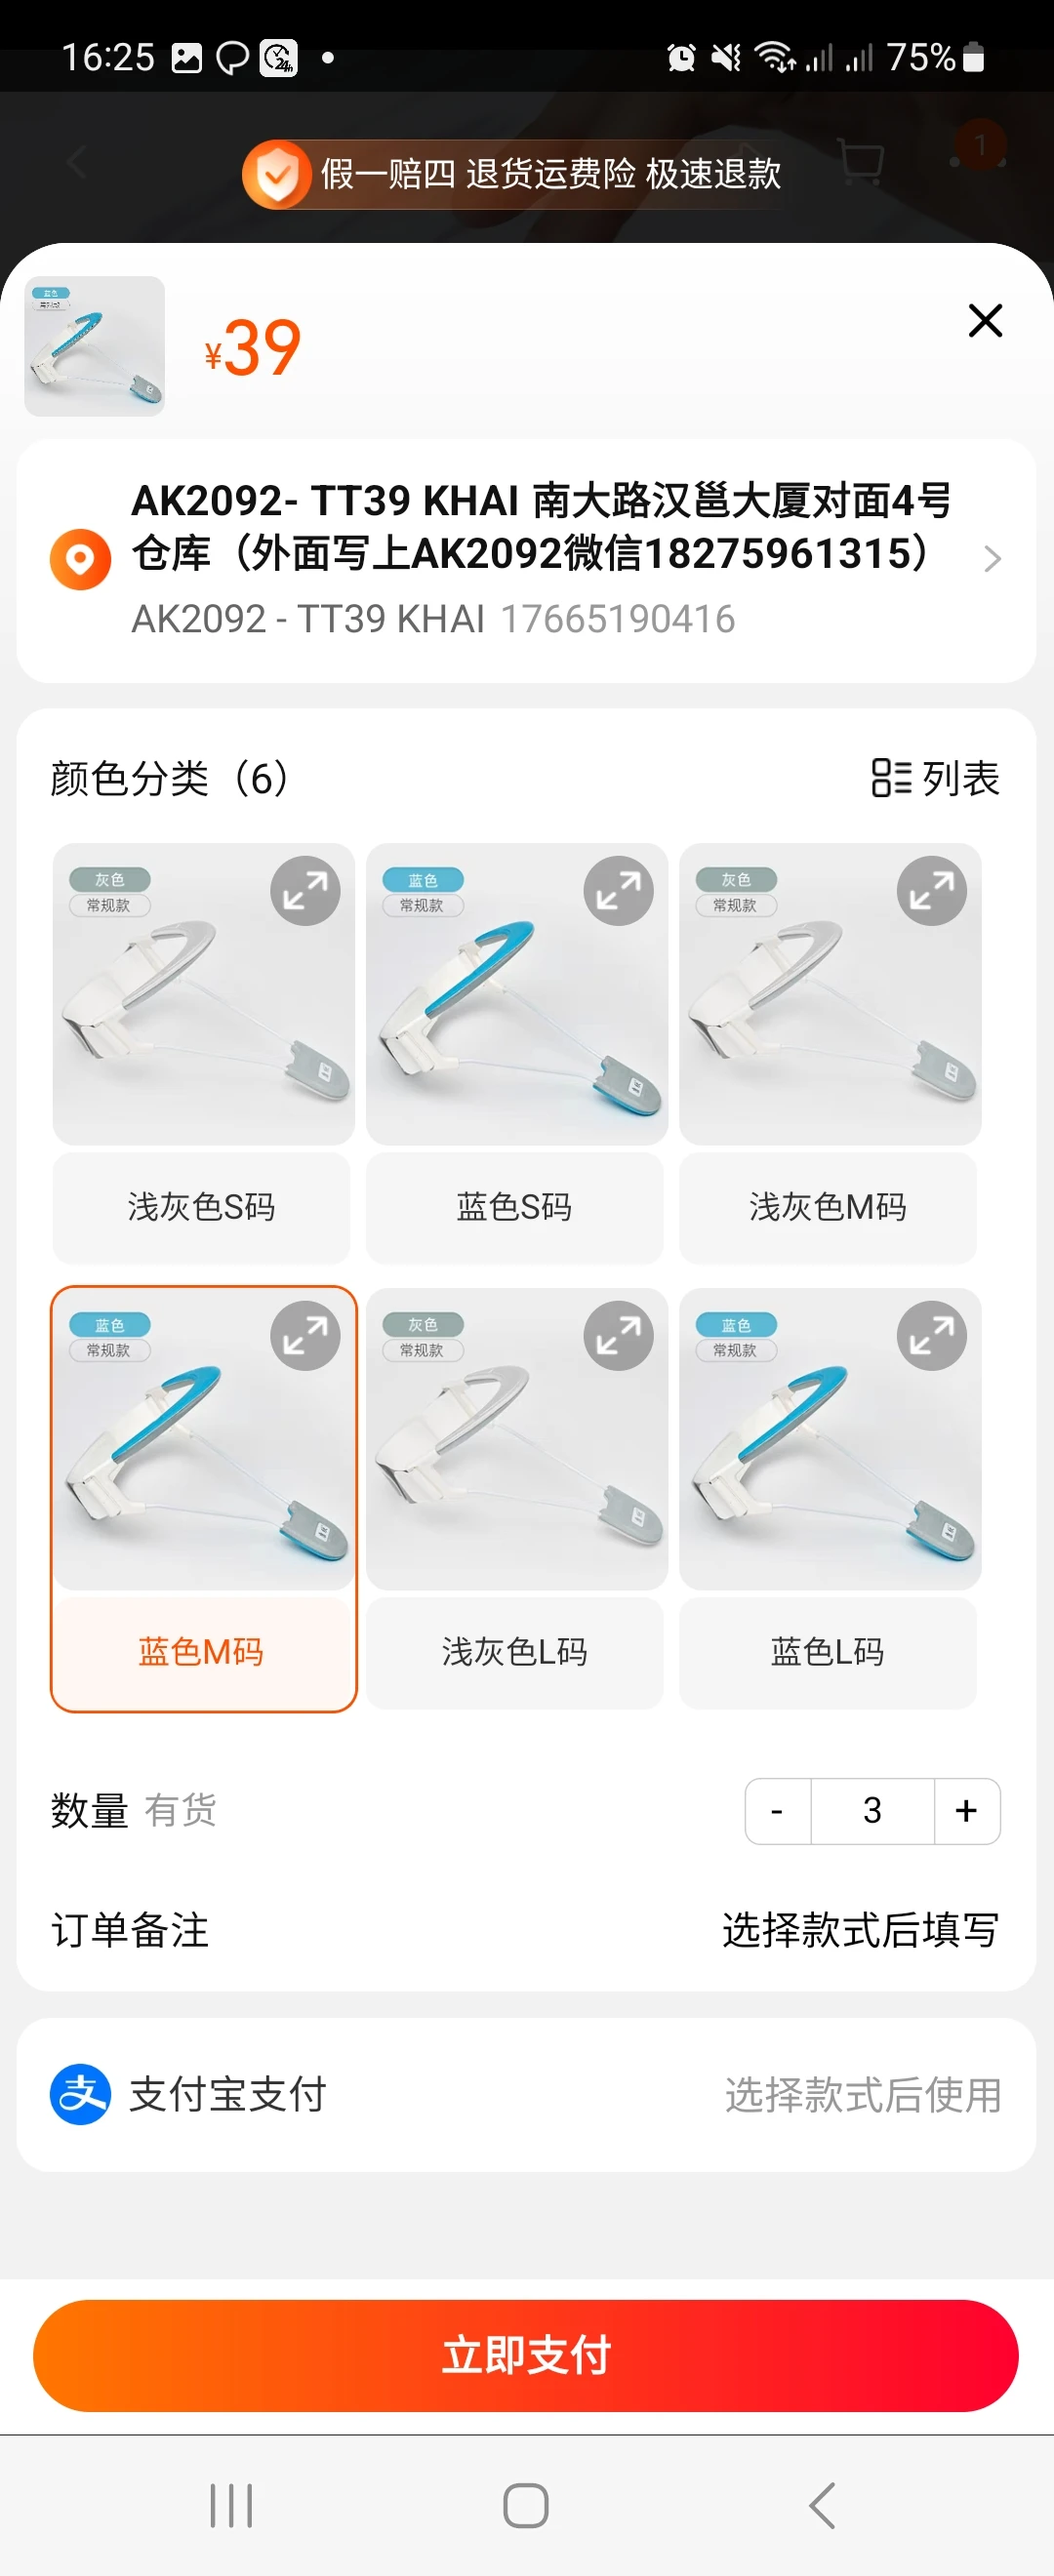 16:25
24h
75%
假一赔四 退货运费险 极速退款
1
蓝色
¥39
AK2092- TT39 KHAI 南大路汉邕大厦对面4号
仓库（外面写上AK2092微信18275961315）
AK2092 - TT39 KHAI 17665190416
颜色分类（6）
列表
灰色
常规款
蓝色
常规款
灰色
常规款
浅灰色S码
蓝色S码
浅灰色M码
蓝色
常规款
灰色
常规款
蓝色
常规款
蓝色M码
浅灰色L码
蓝色L码
数量 有货
- 3 +
订单备注
选择款式后填写
支 支付宝支付
选择款式后使用
立即支付